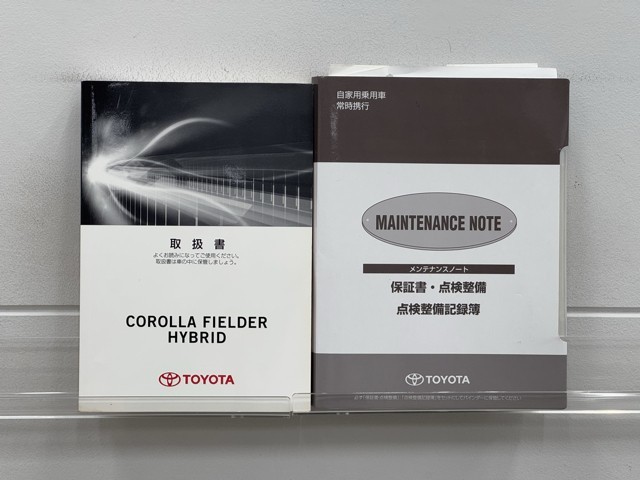 取扱書
よくお読みになってご使用ください。
取扱書は車の中に保管しましょう。
COROLLA FIELDER
HYBRID
TOYOTA
自家用乗用車
常時携行
MAINTENANCE NOTE
メンテナンスノート
保証書・点検整備
点検整備記録簿
TOYOTA